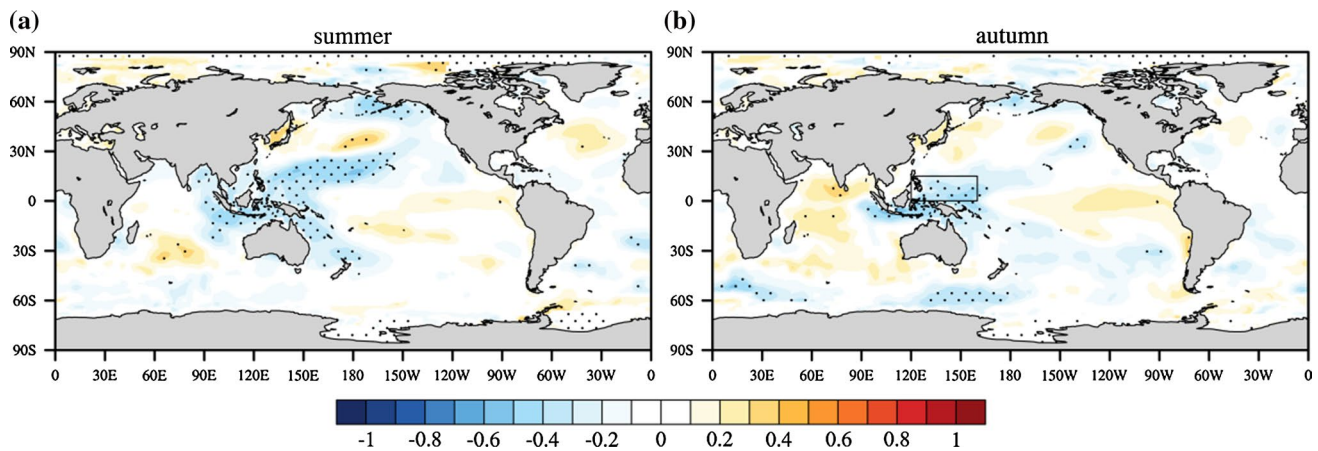 (a) summer
(b) autumn
90N
60N
30N
0
30S
60S
90S
0 30E 60E 90E 120E 150E 180 150W 120W 90W 60W 30W 0
90N
60N
30N
0
30S
60S
90S
0 30E 60E 90E 120E 150E 180 150W 120W 90W 60W 30W 0
-1 -0.8 -0.6 -0.4 -0.2 0 0.2 0.4 0.6 0.8 1